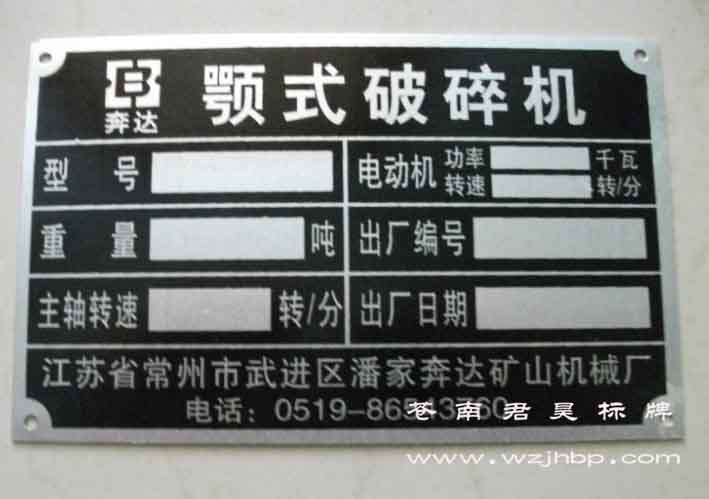 B
奔达
颚式破碎机
型 号
电动机 功率 千瓦
转速 转/分
重 量 吨
出厂编号
主轴转速 转/分
出厂日期
江苏省常州市武进区潘家奔达矿山机械厂
电话：0519-86543760
苍南君昊标牌
www.wzjhbp.com